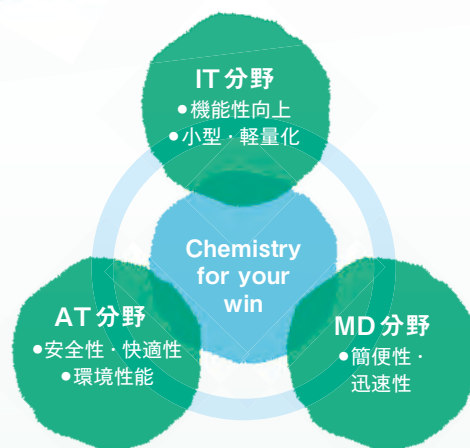 IT分野
●機能性向上
●小型・軽量化
Chemistry
for your
win
AT分野
●安全性・快適性
●環境性能
MD分野
●簡便性・
迅速性